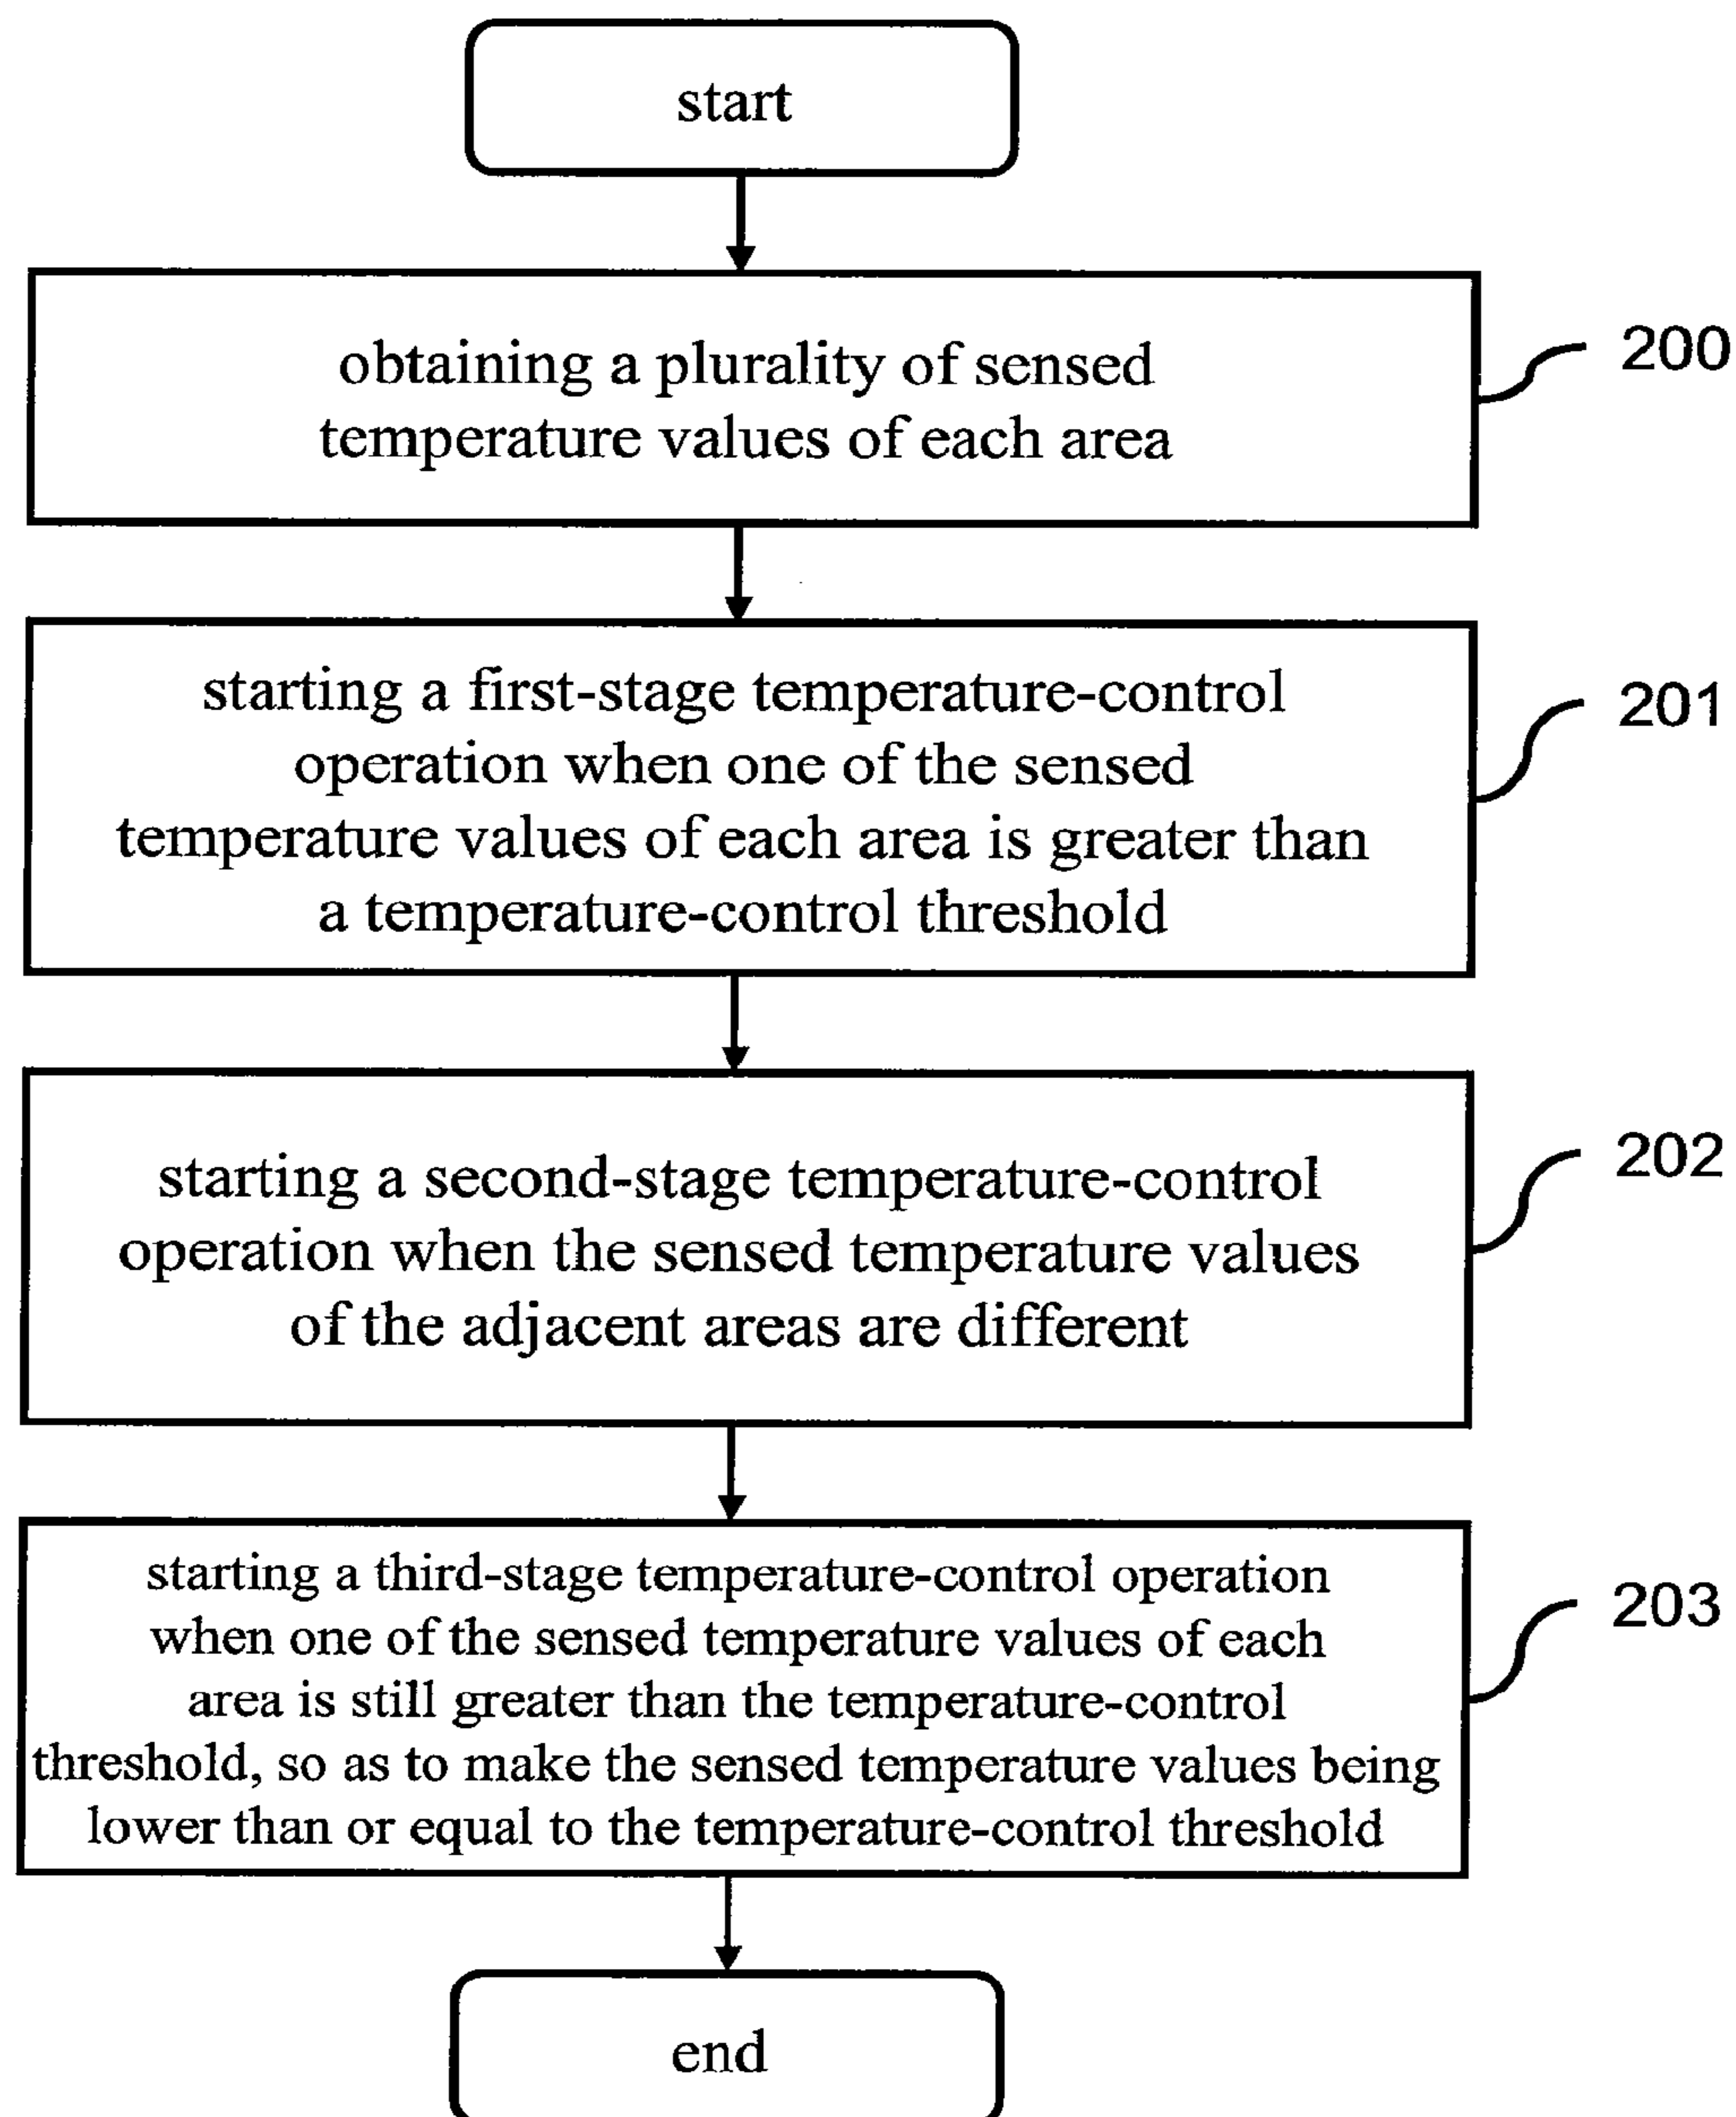 start
obtaining a plurality of sensed
temperature values of each area
200
starting a first-stage temperature-control
operation when one of the sensed
temperature values of each area is greater than
a temperature-control threshold
201
starting a second-stage temperature-control
operation when the sensed temperature values
of the adjacent areas are different
202
starting a third-stage temperature-control operation
when one of the sensed temperature values of each
area is still greater than the temperature-control
threshold, so as to make the sensed temperature values being
lower than or equal to the temperature-control threshold
203
end